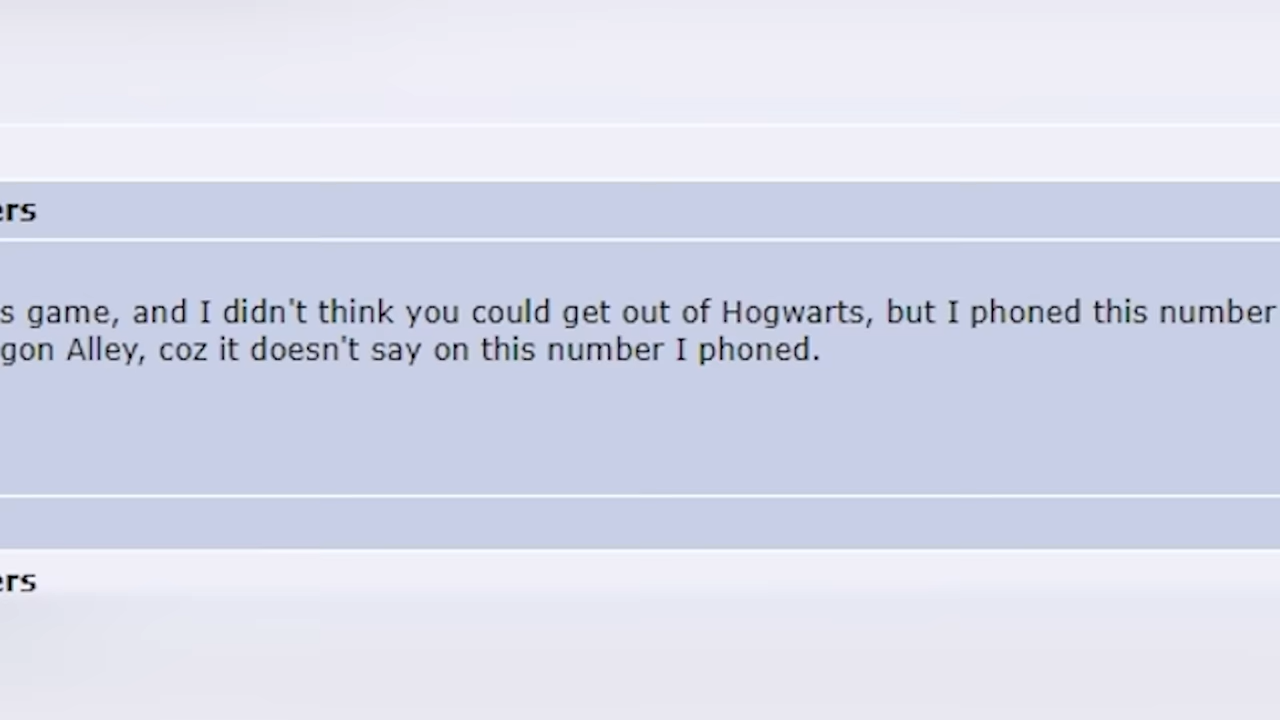 ers
s game, and I didn't think you could get out of Hogwarts, but I phoned this number
gon Alley, coz it doesn't say on this number I phoned.
ers